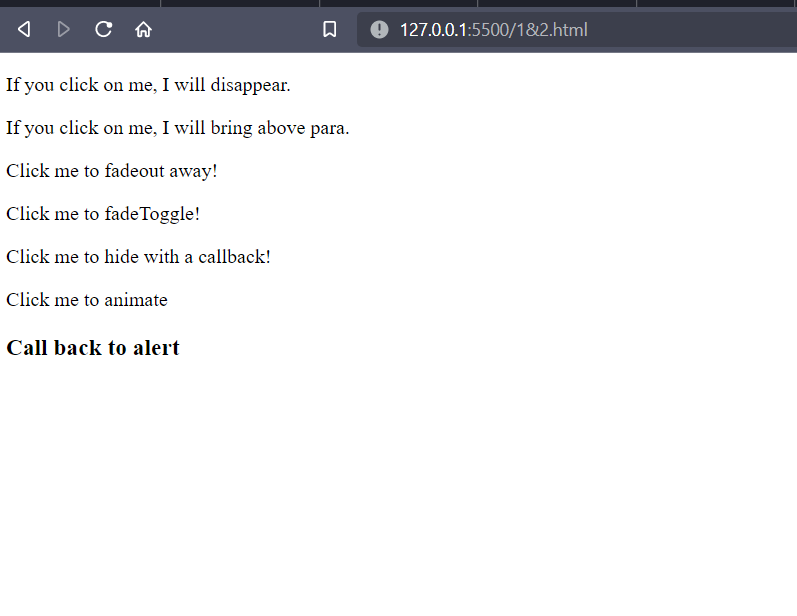 127.0.0.1:5500/1&2.html
If you click on me, I will disappear.
If you click on me, I will bring above para.
Click me to fadeout away!
Click me to fadeToggle!
Click me to hide with a callback!
Click me to animate
Call back to alert